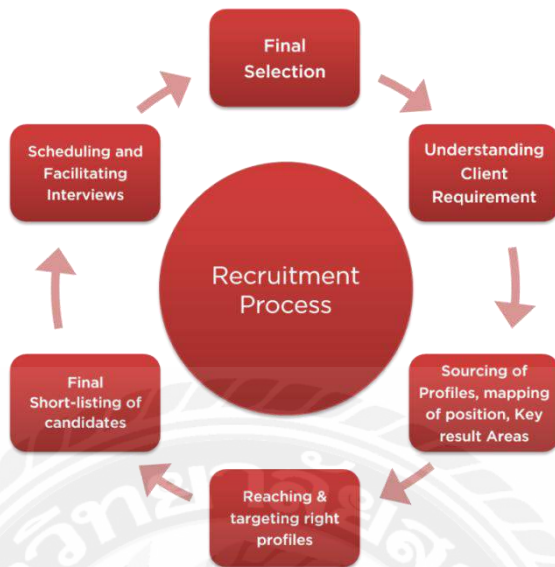 Final
Selection
Understanding
Client
Requirement
Sourcing of
Profiles, mapping
of position, Key
result Areas
Reaching &
targeting right
profiles
Final
Short-listing of
candidates
Scheduling and
Facilitating
Interviews
Recruitment
Process